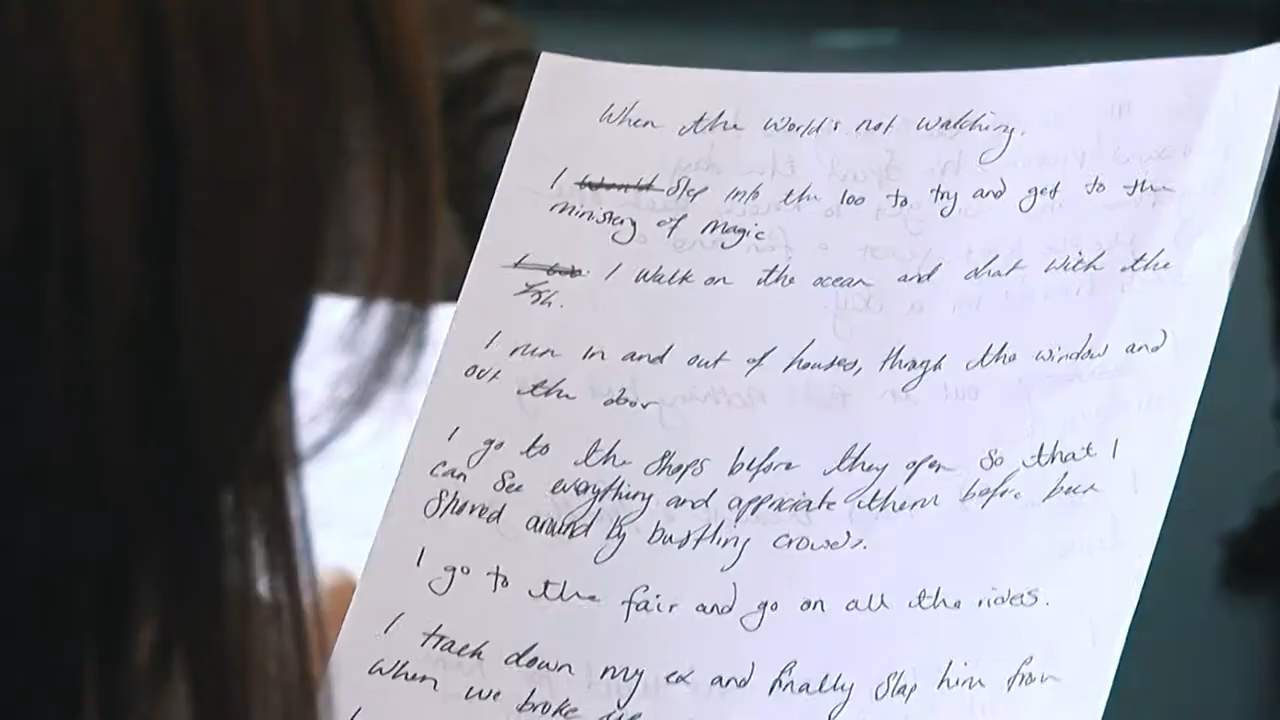 When the World's not watching.
I would step into the loo to try and get to the
ministry of Magic
I walk on the ocean and chat with the
fish.
I run in and out of houses, though the window and
out the door
I go to the shops before they open so that I
can see everything and appriciate them before been
shoved around by bustling crowds.
I go to the fair and go on all the rides.
I track down my ex and finally slap him from
when we broke up
I